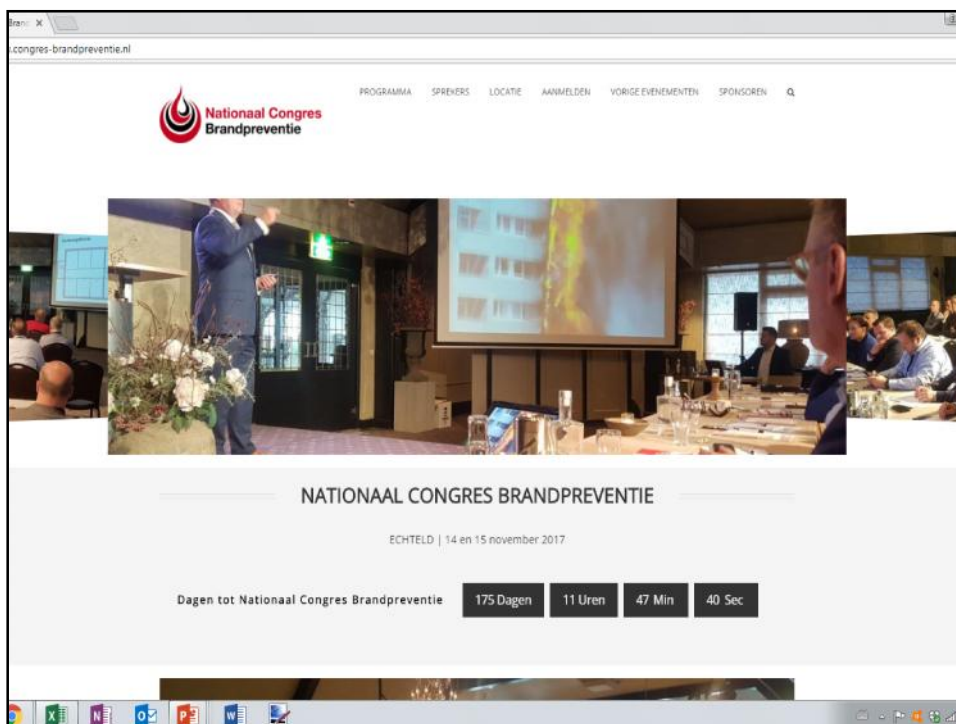 Brand
.congres-brandpreventie.nl
PROGRAMMA SPREKERS LOCATIE AANMELDEN VORIGE EVENEMENTEN SPONSOREN
Nationaal Congres
Brandpreventie
NATIONAAL CONGRES BRANDPREVENTIE
ECHTELD | 14 en 15 november 2017
Dagen tot Nationaal Congres Brandpreventie 175 Dagen 11 Uren 47 Min 40 Sec